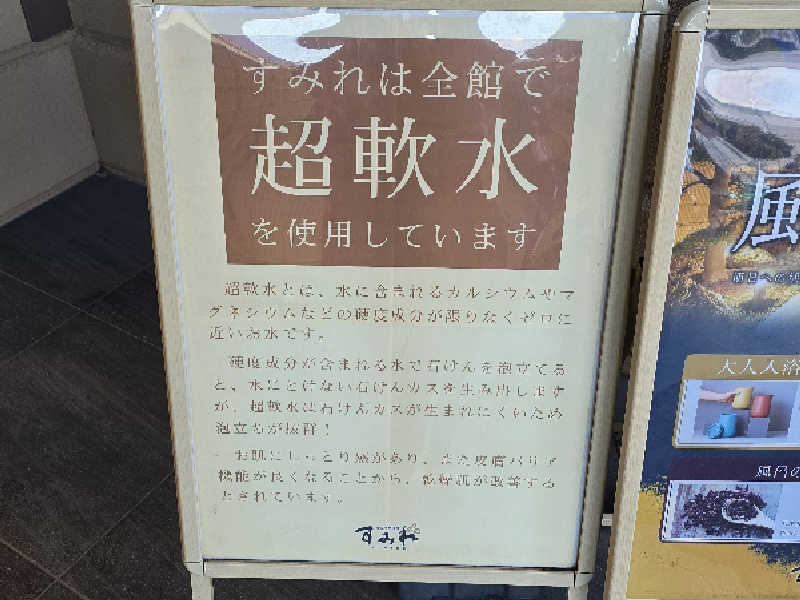 すみれは全館で
超軟水
を使用しています
超軟水とは、水に含まれるカルシウムやマ
グネシウムなどの硬度成分が限りなくゼロに
近いお水です。
硬度成分が含まれる水で石けんを泡立てる
と、水にとけない石けんカスを生み出します
が、超軟水は石けんカスが生まれにくいため
泡立ちが抜群！
お肌にしっとり感があり、また皮膚バリア
機能が良くなることから、乾燥肌が改善する
とされています。
すみれ
風
大人入浴